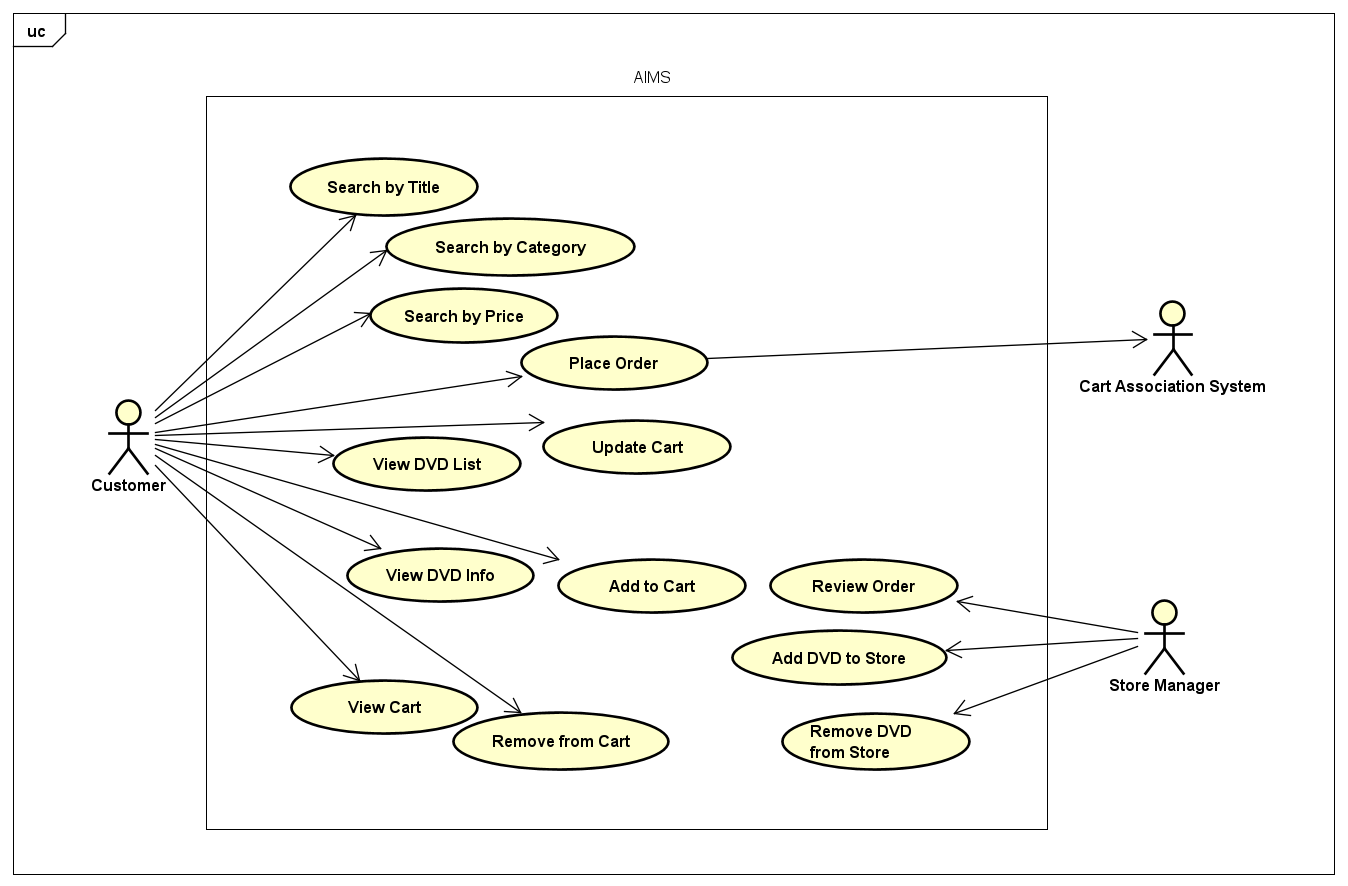 uc
AIMS
Search by Title
Search by Category
Search by Price
Place Order
Cart Association System
Update Cart
View DVD List
Customer
View DVD Info
Add to Cart
Review Order
Add DVD to Store
Store Manager
View Cart
Remove from Cart
Remove DVD
from Store